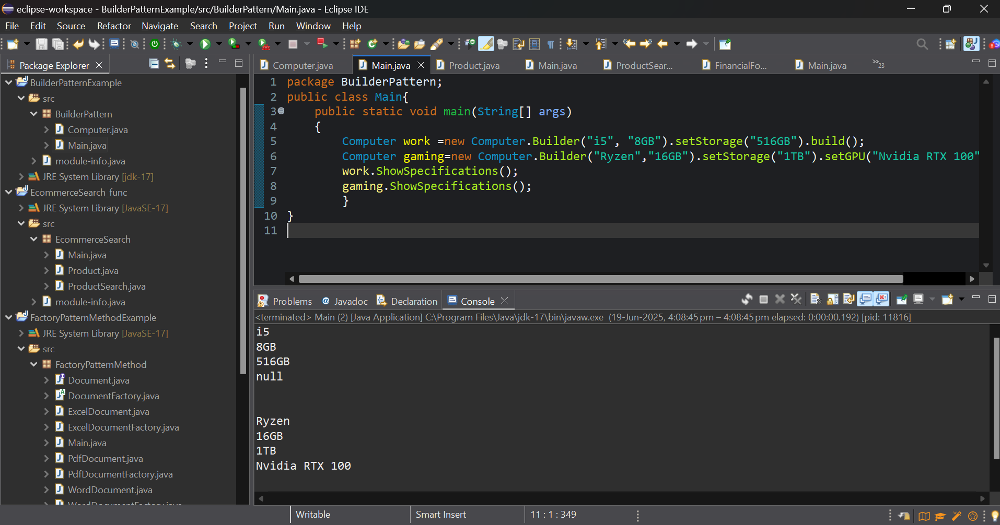 eclipse-workspace - BuilderPatternExample/src/BuilderPattern/Main.java - Eclipse IDE
File Edit Source Refactor Navigate Search Project Run Window Help
Package Explorer
BuilderPatternExample
src
BuilderPattern
Computer.java
Main.java
module-info.java
JRE System Library [jdk-17]
EcommerceSearch_func
JRE System Library [JavaSE-17]
src
EcommerceSearch
Main.java
Product.java
ProductSearch.java
module-info.java
FactoryPatternMethodExample
JRE System Library [JavaSE-17]
src
FactoryPatternMethod
Document.java
DocumentFactory.java
ExcelDocument.java
ExcelDocumentFactory.java
Main.java
PdfDocument.java
PdfDocumentFactory.java
WordDocument.java
Computer.java Main.java Product.java Main.java ProductSear... FinancialFo... Main.java »23
1 package BuilderPattern;
2 public class Main{
3 public static void main(String[] args)
4 {
5 Computer work =new Computer.Builder("i5", "8GB").setStorage("516GB").build();
6 Computer gaming=new Computer.Builder("Ryzen","16GB").setStorage("1TB").setGPU("Nvidia RTX 100"
7 work.ShowSpecifications();
8 gaming.ShowSpecifications();
9 }
10 }
11
Problems @ Javadoc Declaration Console
<terminated> Main (2) [Java Application] C:\Program Files\Java\jdk-17\bin\javaw.exe (19-Jun-2025, 4:08:45 pm – 4:08:45 pm elapsed: 0:00:00.192) [pid: 11816]
i5
8GB
516GB
null
Ryzen
16GB
1TB
Nvidia RTX 100
Writable Smart Insert 11 : 1 : 349